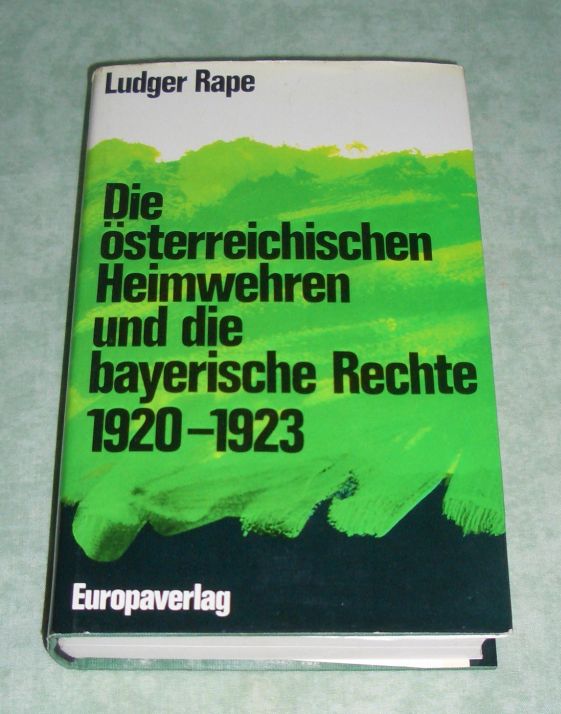 Ludger Rape
Die
österreichischen
Heimwehren
und die
bayerische Rechte
1920–1923
Europaverlag